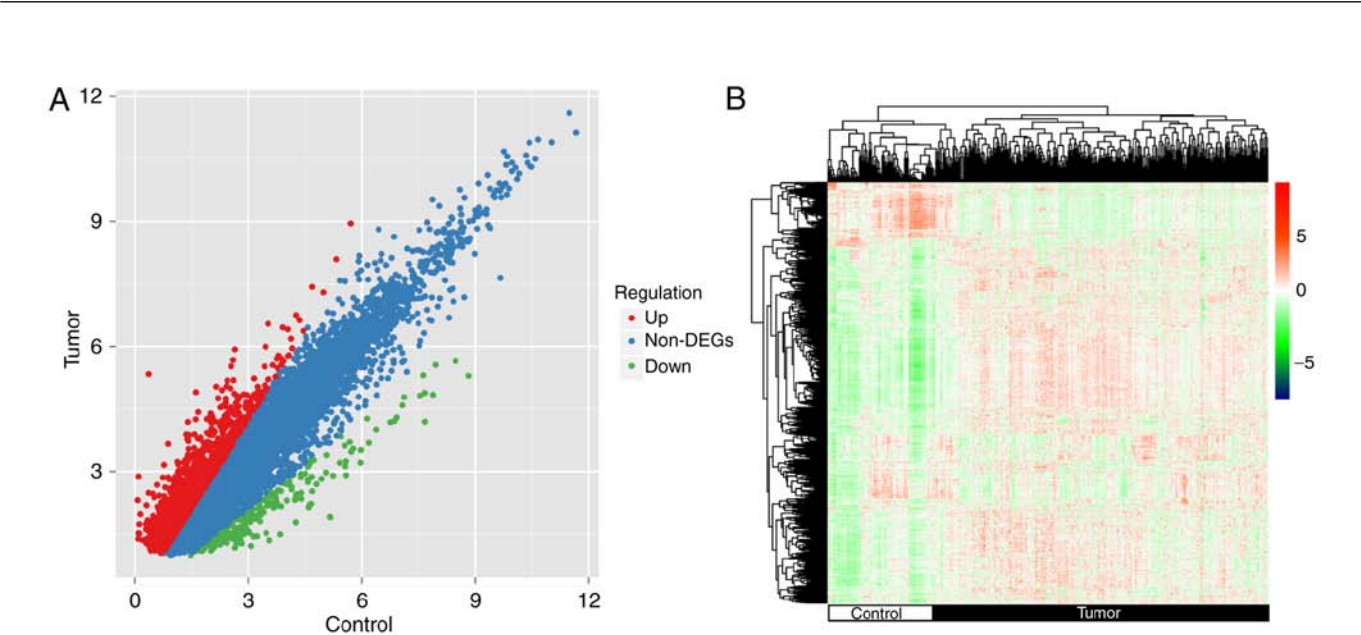 A
12
9
6
3
Tumor
0 3 6 9 12
Control
Regulation
Up
Non-DEGs
Down
B
5
0
−5
Control Tumor